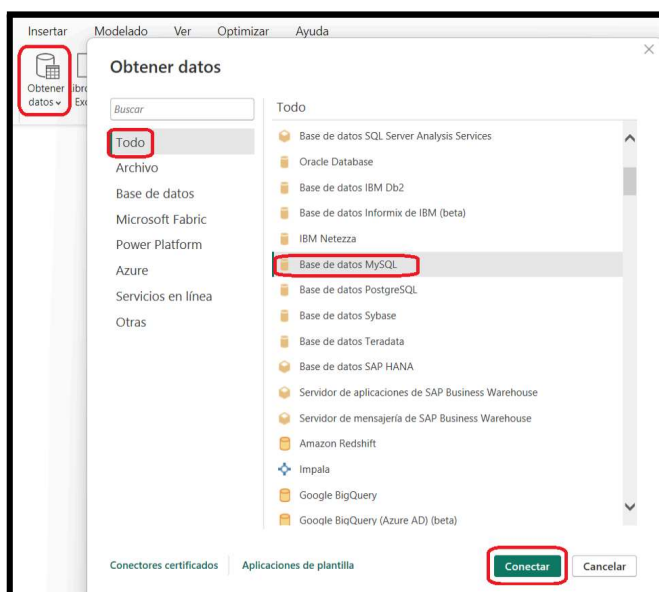 Insertar Modelado Ver Optimizar Ayuda
Obtener
datos
Obtener datos
Buscar
Todo
Archivo
Base de datos
Microsoft Fabric
Power Platform
Azure
Servicios en línea
Otras
Todo
Base de datos SQL Server Analysis Services
Oracle Database
Base de datos IBM Db2
Base de datos Informix de IBM (beta)
IBM Netezza
Base de datos MySQL
Base de datos PostgreSQL
Base de datos Sybase
Base de datos Teradata
Base de datos SAP HANA
Servidor de aplicaciones de SAP Business Warehouse
Servidor de mensajería de SAP Business Warehouse
Amazon Redshift
Impala
Google BigQuery
Google BigQuery (Azure AD) (beta)
Conectores certificados Aplicaciones de plantilla Conectar Cancelar